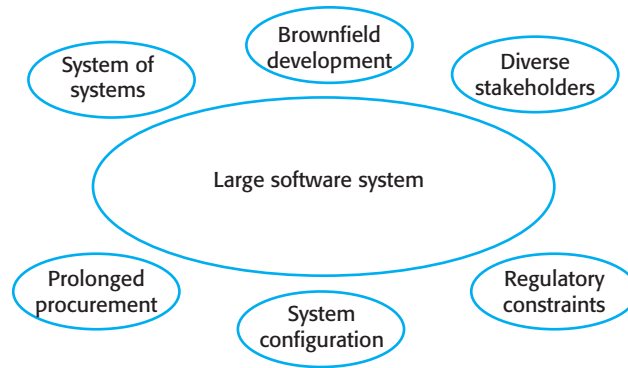 Brownfield
development
System of
systems
Diverse
stakeholders
Large software system
Prolonged
procurement
System
configuration
Regulatory
constraints